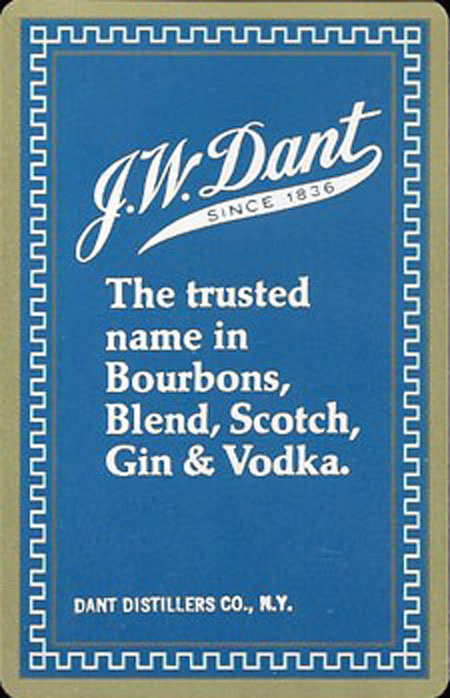 J.W. Dant
SINCE 1836
The trusted
name in
Bourbons,
Blend, Scotch,
Gin & Vodka.
DANT DISTILLERS CO., N.Y.